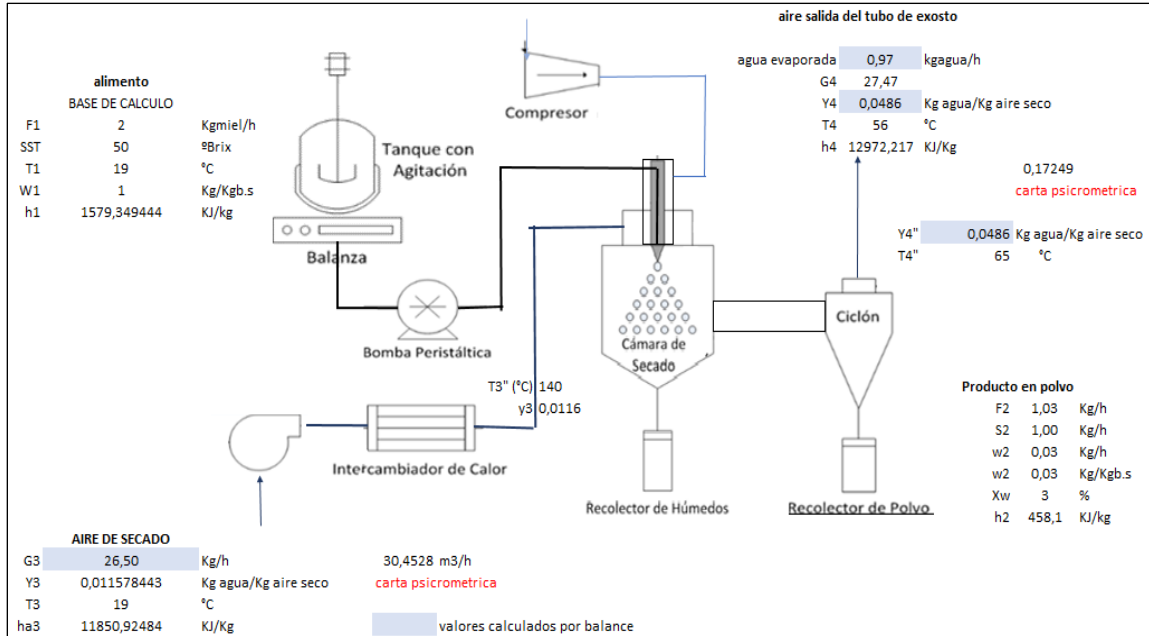 aire salida del tubo de exosto
agua evaporada 0,97 kgagua/h
G4 27,47
Y4 0,0486 Kg agua/Kg aire seco
T4 56 °C
h4 12972,217 KJ/Kg
0,17249
carta psicrometrica
Y4" 0,0486 Kg agua/Kg aire seco
T4" 65 °C
alimento
BASE DE CALCULO
F1 2 Kgmiel/h
SST 50 ºBrix
T1 19 °C
W1 1 Kg/Kgb.s
h1 1579,349444 KJ/kg
Tanque con
Agitación
Balanza
Compresor
Bomba Peristáltica
Cámara de
Secado
Ciclón
T3" (°C) 140
y3 0,0116
Intercambiador de Calor
Recolector de Húmedos
Recolector de Polvo
Producto en polvo
F2 1,03 Kg/h
S2 1,00 Kg/h
w2 0,03 Kg/h
w2 0,03 Kg/Kgb.s
Xw 3 %
h2 458,1 KJ/kg
AIRE DE SECADO
G3 26,50 Kg/h 30,4528 m3/h
Y3 0,011578443 Kg agua/Kg aire seco carta psicrometrica
T3 19 °C
ha3 11850,92484 KJ/Kg valores calculados por balance